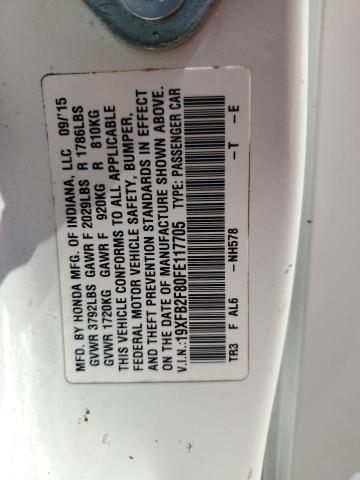 MFD. BY HONDA MFG. OF INDIANA, LLC 09/15
GVWR 3792LBS GAWR F 2029LBS R 1786LBS
GVWR 1720KG GAWR F 920KG R 810KG
THIS VEHICLE CONFORMS TO ALL APPLICABLE
FEDERAL MOTOR VEHICLE SAFETY, BUMPER,
AND THEFT PREVENTION STANDARDS IN EFFECT
ON THE DATE OF MANUFACTURE SHOWN ABOVE.
V.I.N.:19XFB2F80FE117705 TYPE: PASSENGER CAR
TR3 F AL6 -NH578 -T -E